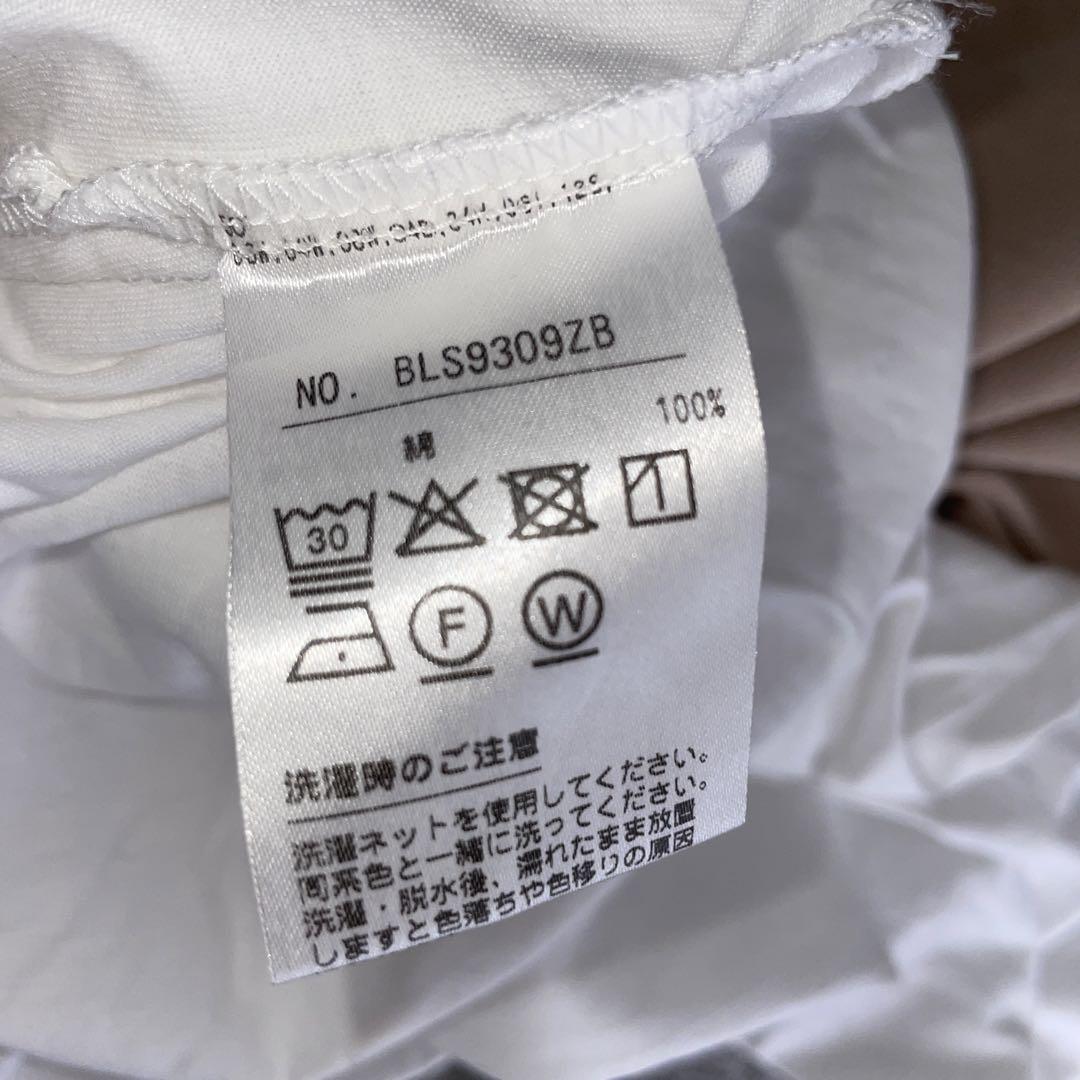 NO. BLS9309ZB
綿 100%
30
F W
洗濯時のご注意
洗濯ネットを使用してください。
同系色と一緒に洗ってください。
洗濯・脱水後、濡れたまま放置
しますと色落ちや色移りの原因